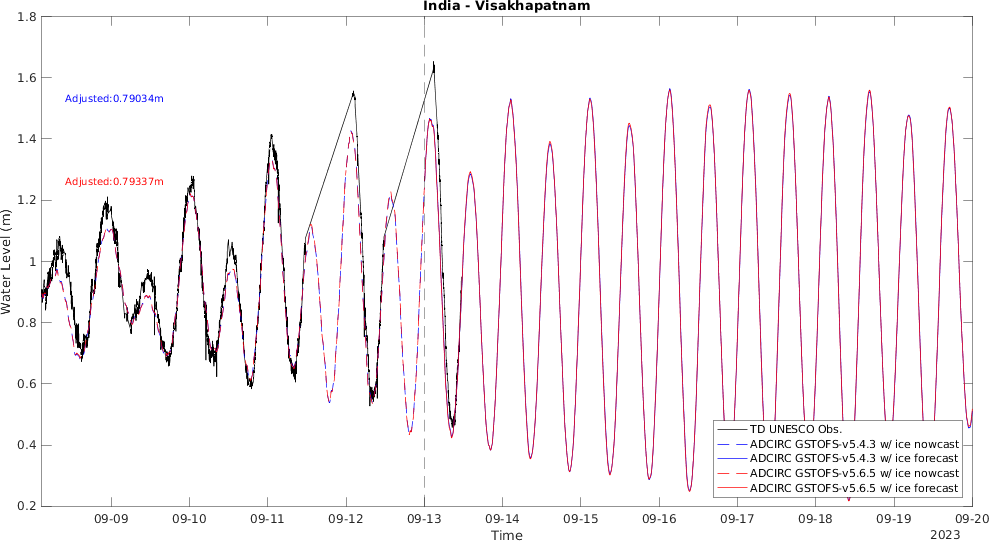 India - Visakhapatnam
1.8
1.6
1.4
1.2
1
0.8
0.6
0.4
0.2
Water Level (m)
Adjusted:0.79034m
Adjusted:0.79337m
TD UNESCO Obs.
ADCIRC GSTOFS-v5.4.3 w/ ice nowcast
ADCIRC GSTOFS-v5.4.3 w/ ice forecast
ADCIRC GSTOFS-v5.6.5 w/ ice nowcast
ADCIRC GSTOFS-v5.6.5 w/ ice forecast
09-09 09-10 09-11 09-12 09-13 09-14 09-15 09-16 09-17 09-18 09-19 09-20
Time
2023